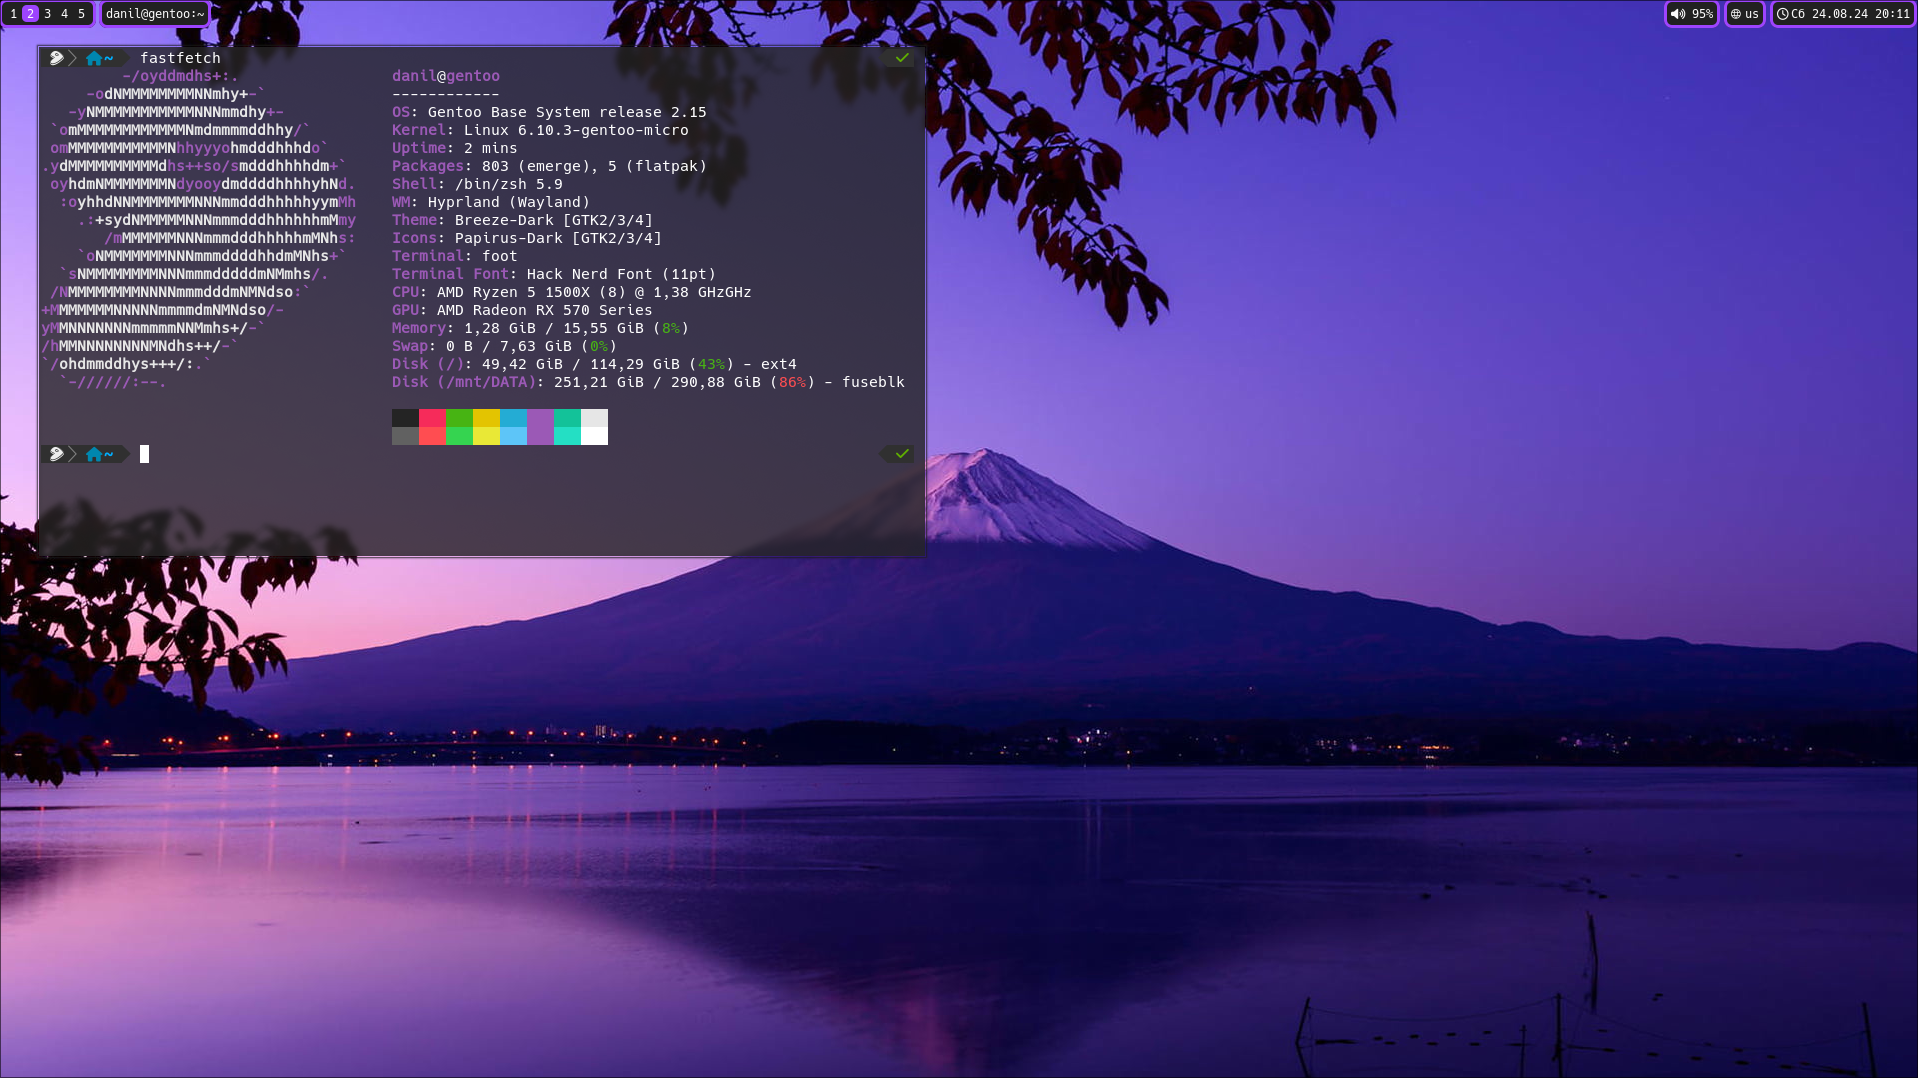 1 2 3 4 5 danil@gentoo:~ 95% us Сб 24.08.24 20:11
~ fastfetch
-/oyddmdhs+:.
-odNMMMMMMMMNNmhy+-`
-yNMMMMMMMMMMMNNNmmdhy+-
`omMMMMMMMMMMMMNmdmmmmddhhy/`
omMMMMMMMMMMMNhhyyyohmdddhhhdo`
.ydMMMMMMMMMMdhs++so/smdddhhhhdm+`
oyhdmNMMMMMMMNdyooydmddddhhhhyhNd.
:oyhhdNNMMMMMMMNNNmmdddhhhhhyymMh
.:+sydNMMMMMNNNmmmdddhhhhhhmMmy
/mMMMMMMNNNmmmdddhhhhhmMNhs:
`oNMMMMMMMNNNmmmddddhhdmMNhs+`
`sNMMMMMMMMNNNmmmdddddmNMmhs/.
/NMMMMMMMMNNNNmmmdddmNMNdso:`
+MMMMMMMNNNNNmmmmdmNMNdso/-
yMMNNNNNNNmmmmmNNMmhs+/-`
/hMMNNNNNNNNMNdhs++/-`
`/ohdmmddhys+++/:.`
`-//////:--.
danil@gentoo
------------
OS: Gentoo Base System release 2.15
Kernel: Linux 6.10.3-gentoo-micro
Uptime: 2 mins
Packages: 803 (emerge), 5 (flatpak)
Shell: /bin/zsh 5.9
WM: Hyprland (Wayland)
Theme: Breeze-Dark [GTK2/3/4]
Icons: Papirus-Dark [GTK2/3/4]
Terminal: foot
Terminal Font: Hack Nerd Font (11pt)
CPU: AMD Ryzen 5 1500X (8) @ 1,38 GHzGHz
GPU: AMD Radeon RX 570 Series
Memory: 1,28 GiB / 15,55 GiB (8%)
Swap: 0 B / 7,63 GiB (0%)
Disk (/): 49,42 GiB / 114,29 GiB (43%) - ext4
Disk (/mnt/DATA): 251,21 GiB / 290,88 GiB (86%) - fuseblk
~